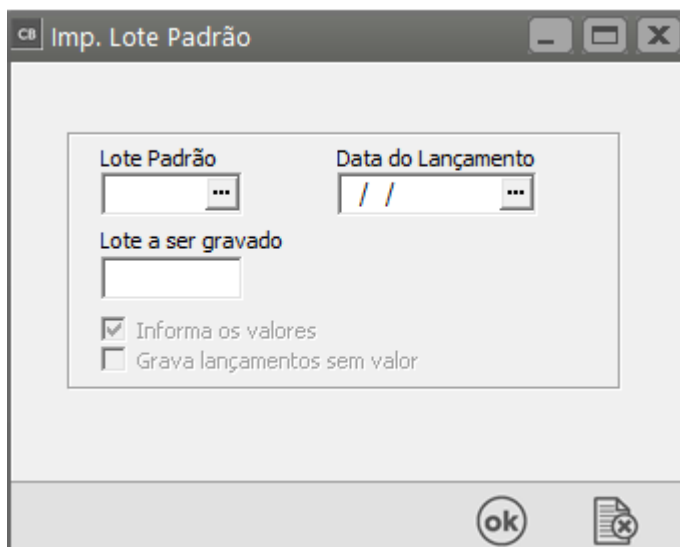 CB Imp. Lote Padrão
Lote Padrão Data do Lançamento
... / / ...
Lote a ser gravado
Informa os valores
Grava lançamentos sem valor
ok